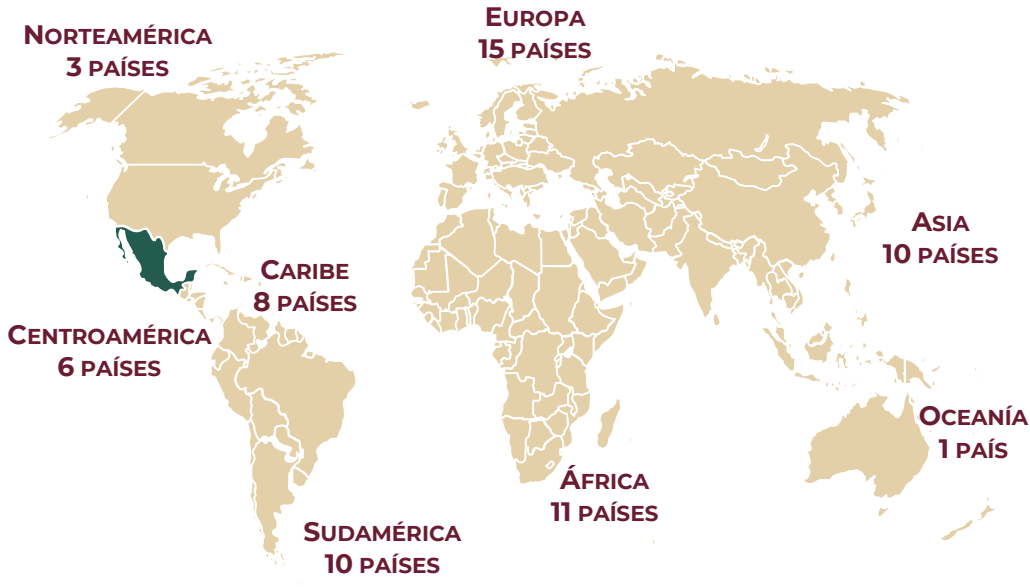 NORTEAMÉRICA
3 PAÍSES
EUROPA
15 PAÍSES
ASIA
10 PAÍSES
CARIBE
8 PAÍSES
CENTROAMÉRICA
6 PAÍSES
OCEANÍA
1 PAÍS
ÁFRICA
11 PAÍSES
SUDAMÉRICA
10 PAÍSES